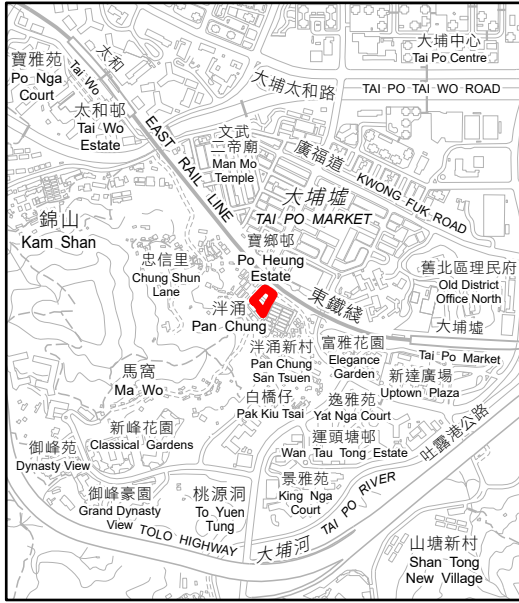 寶雅苑
Po Nga
Court
太和
Tai Wo
大埔中心
Tai Po Centre
大埔太和路
TAI PO TAI WO ROAD
太和邨
Tai Wo
Estate
EAST RAIL LINE
文武
二帝廟
Man Mo
Temple
廣福道
KWONG FUK ROAD
大埔墟
TAI PO MARKET
錦山
Kam Shan
忠信里
Chung Shun
Lane
寶鄉邨
Po Heung
Estate
舊北區理民府
Old District
Office North
東鐵綫
泮涌
Pan Chung
大埔墟
Tai Po Market
泮涌新村
Pan Chung
San Tsuen
富雅花園
Elegance
Garden
新達廣場
Uptown Plaza
馬窩
Ma Wo
白橋仔
Pak Kiu Tsai
逸雅苑
Yat Nga Court
吐露港公路
新峰花園
Classical Gardens
運頭塘邨
Wan Tau Tong Estate
御峰苑
Dynasty View
景雅苑
King Nga
Court
御峰豪園
Grand Dynasty
View
桃源洞
To Yuen
Tung
TOLO HIGHWAY
大埔河
TAI PO RIVER
山塘新村
Shan Tong
New Village